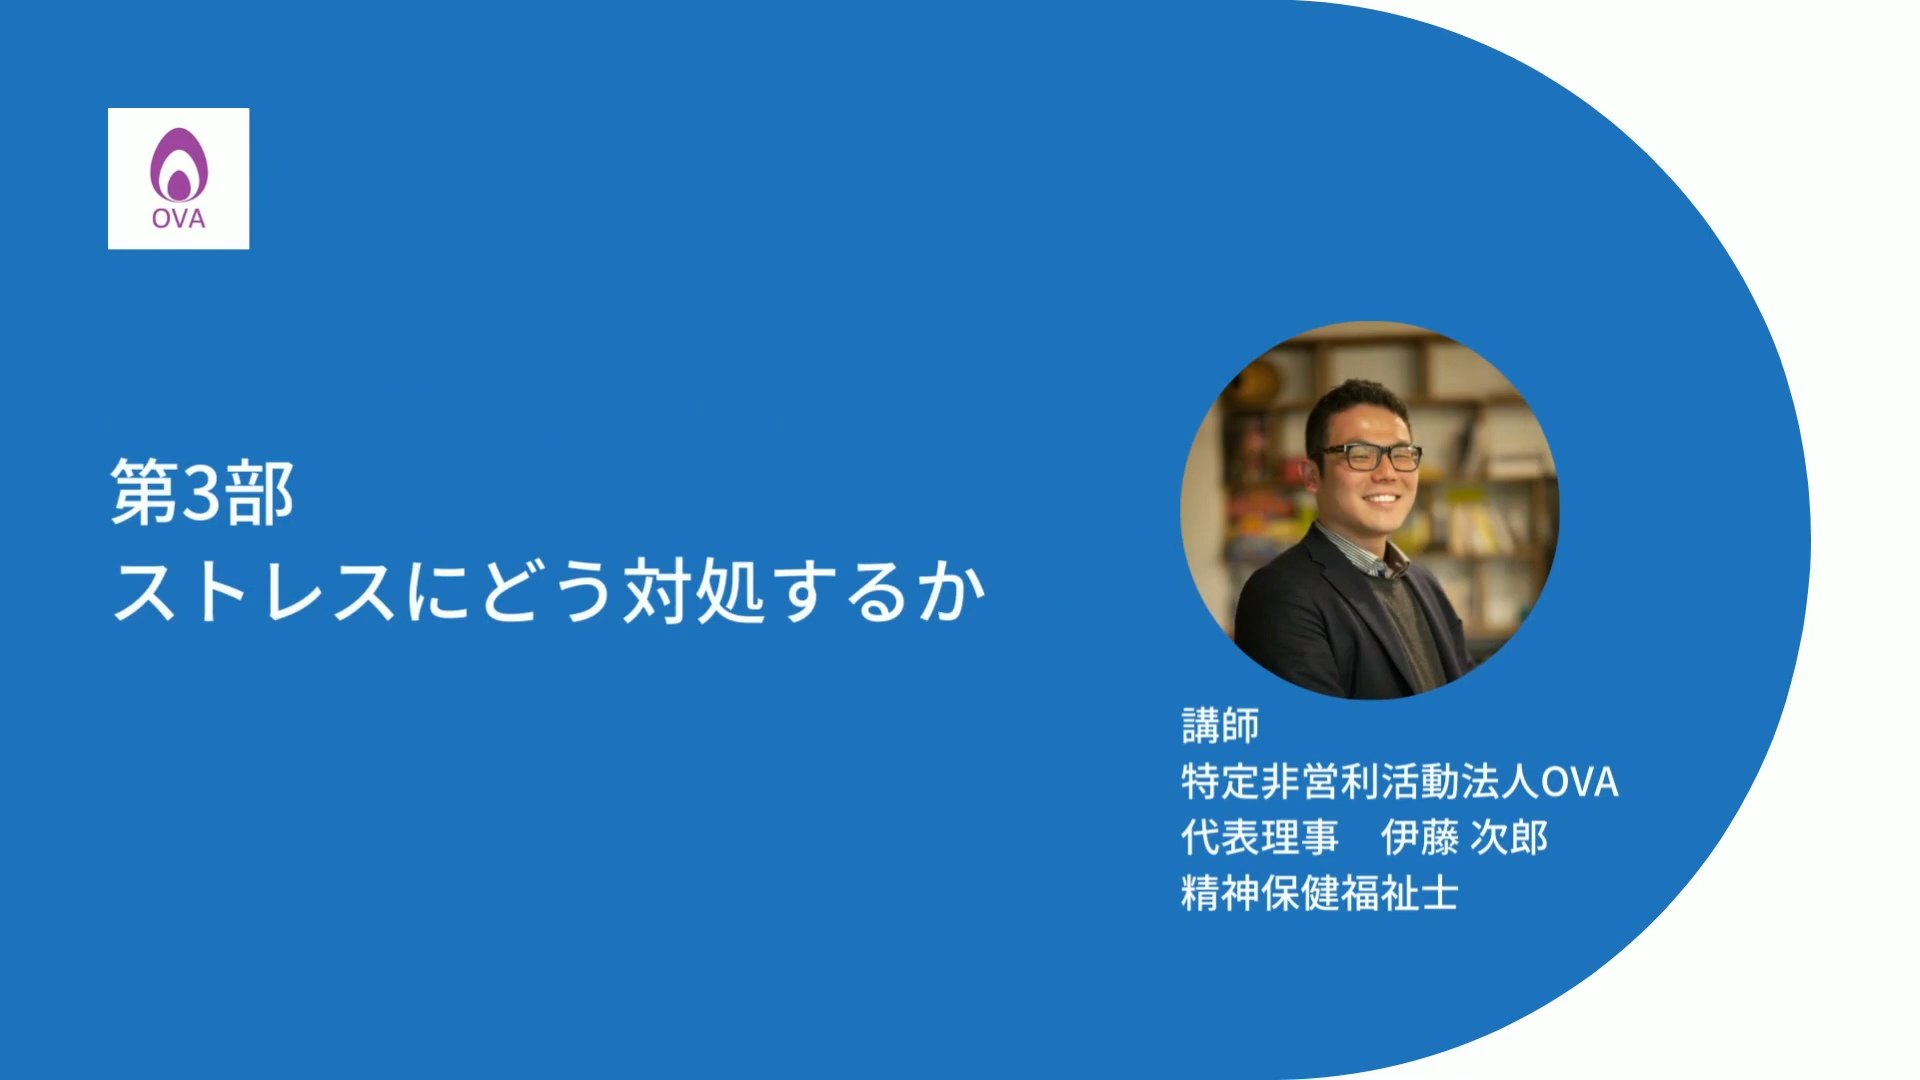 OVA
第3部
ストレスにどう対処するか
講師
特定非営利活動法人OVA
代表理事　伊藤 次郎
精神保健福祉士